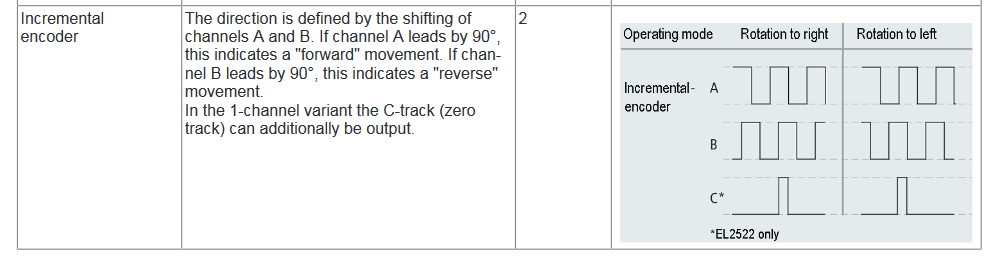 Incremental
encoder
The direction is defined by the shifting of
channels A and B. If channel A leads by 90°,
this indicates a "forward" movement. If chan-
nel B leads by 90°, this indicates a "reverse"
movement.
In the 1-channel variant the C-track (zero
track) can additionally be output.
2
Operating mode Rotation to right Rotation to left
Incremental- A
encoder
B
C*
*EL2522 only